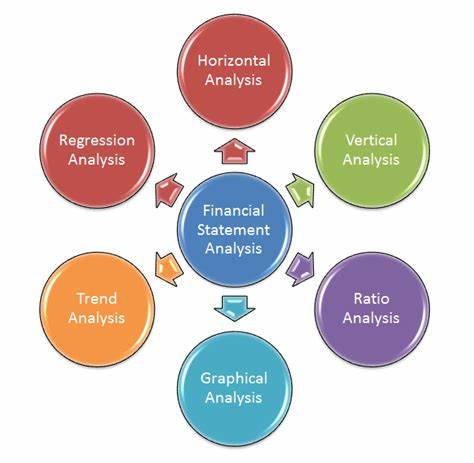 Horizontal
Analysis
Regression
Analysis
Vertical
Analysis
Financial
Statement
Analysis
Trend
Analysis
Ratio
Analysis
Graphical
Analysis